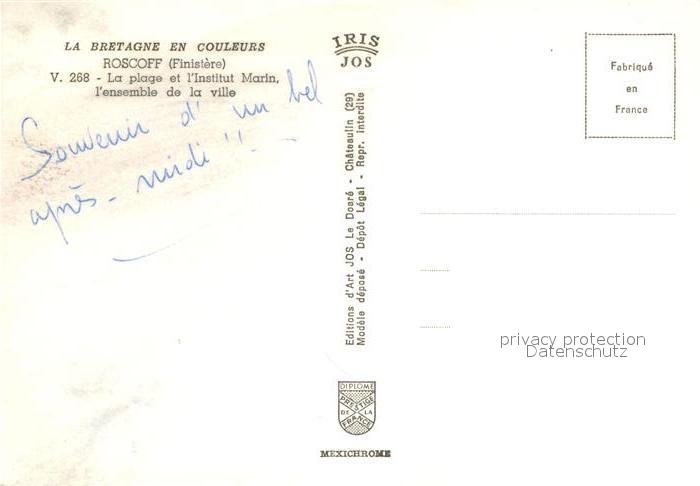 LA BRETAGNE EN COULEURS
ROSCOFF (Finistère)
V. 268 - La plage et l'Institut Marin,
l'ensemble de la ville
Souvenir d'un bel
après-midi !!
IRIS
JOS
Editions d'Art JOS Le Doaré - Châteaulin (29)
Modèle déposé - Dépôt Légal - Repr. interdite
Fabriqué
en
France
privacy protection
Datenschutz
DIPLOME
PRESTIGE
DE LA
FRANCE
MEXICHROME